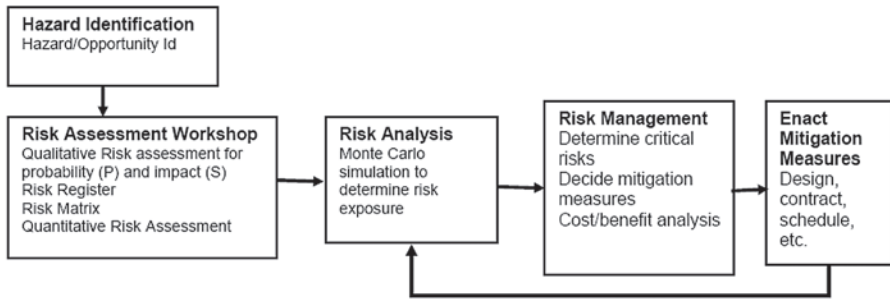 Hazard Identification
Hazard/Opportunity Id
Risk Assessment Workshop
Qualitative Risk assessment for
probability (P) and impact (S)
Risk Register
Risk Matrix
Quantitative Risk Assessment
Risk Analysis
Monte Carlo
simulation to
determine risk
exposure
Risk Management
Determine critical
risks
Decide mitigation
measures
Cost/benefit analysis
Enact
Mitigation
Measures
Design,
contract,
schedule,
etc.